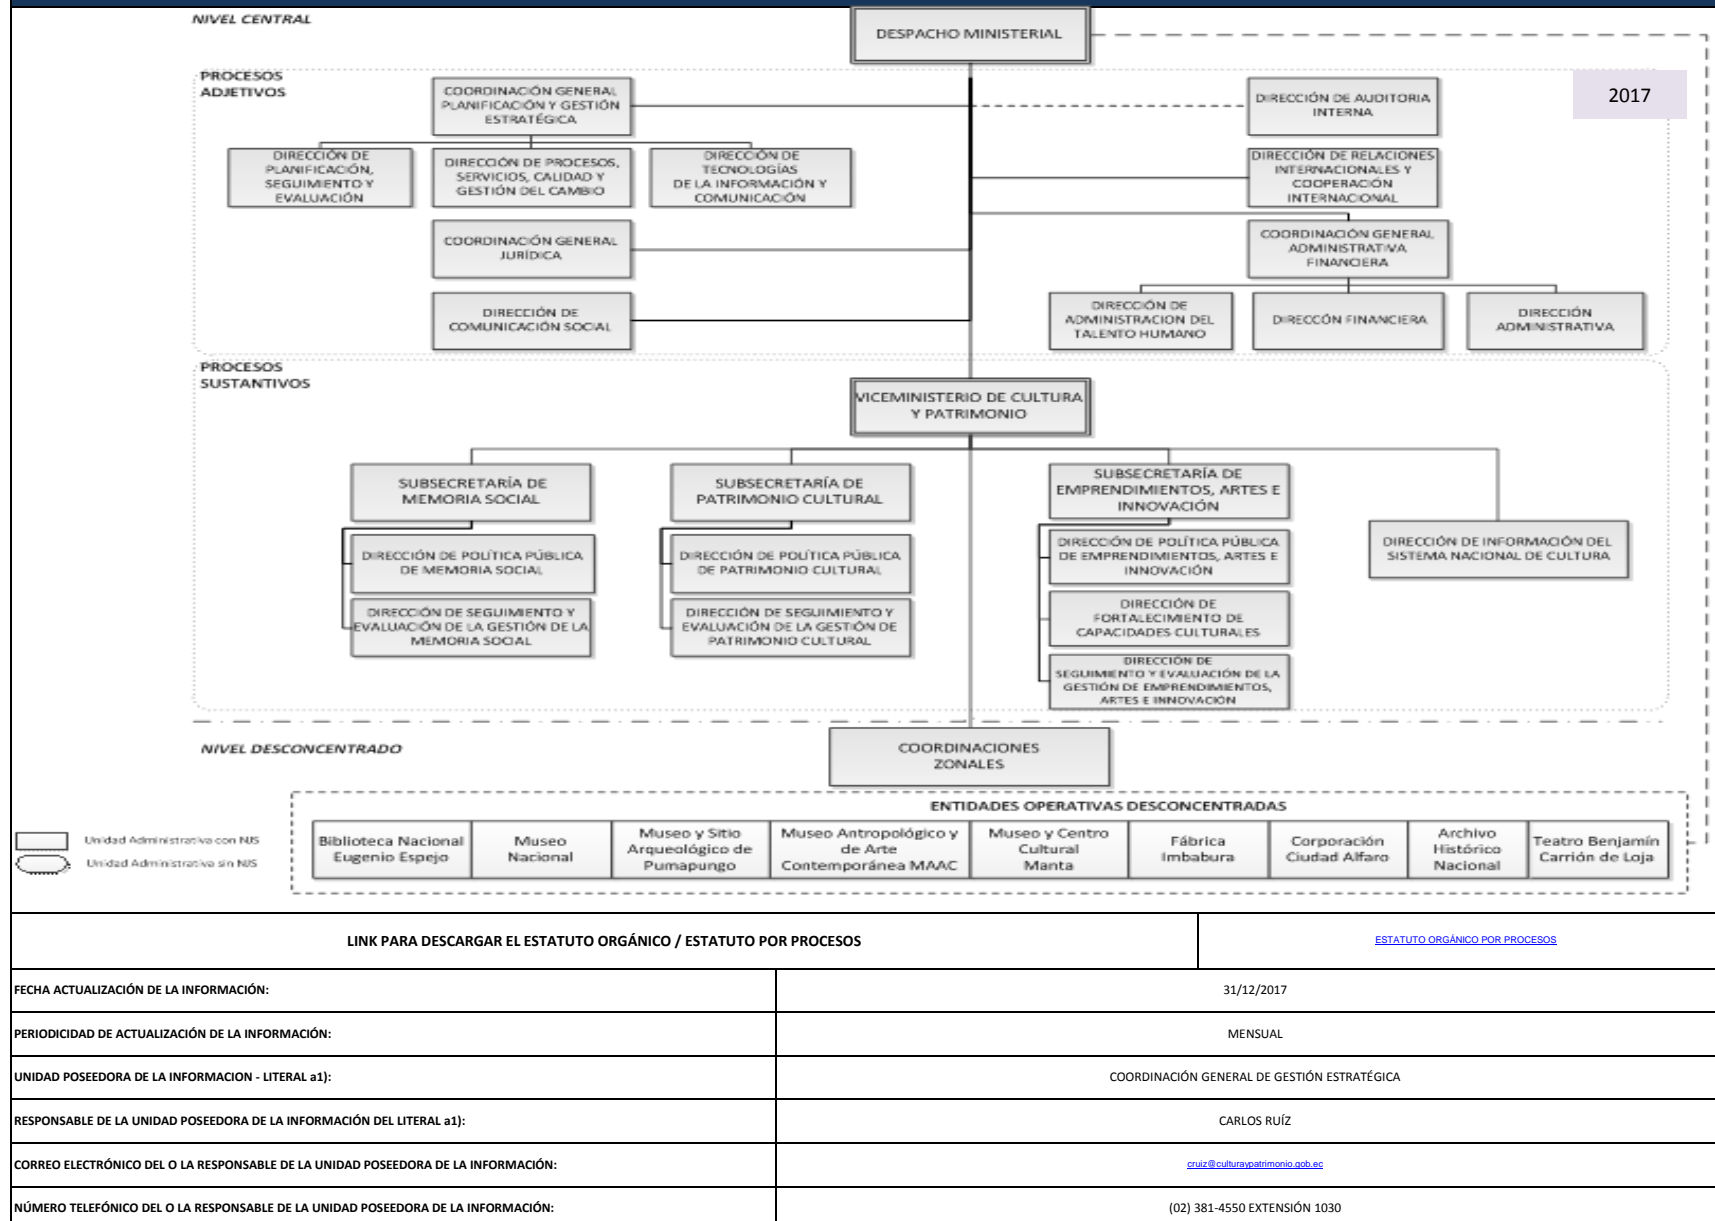 NIVEL CENTRAL
DESPACHO MINISTERIAL
PROCESOS
ADJETIVOS
2017
COORDINACIÓN GENERAL
PLANIFICACIÓN Y GESTIÓN
ESTRATÉGICA
DIRECCIÓN DE AUDITORIA
INTERNA
DIRECCIÓN DE
PLANIFICACIÓN,
SEGUIMIENTO Y
EVALUACIÓN
DIRECCIÓN DE PROCESOS,
SERVICIOS, CALIDAD Y
GESTIÓN DEL CAMBIO
DIRECCIÓN DE
TECNOLOGÍAS
DE LA INFORMACIÓN Y
COMUNICACIÓN
DIRECCIÓN DE RELACIONES
INTERNACIONALES Y
COOPERACIÓN
INTERNACIONAL
COORDINACIÓN GENERAL
JURÍDICA
COORDINACIÓN GENERAL
ADMINISTRATIVA
FINANCIERA
DIRECCIÓN DE
COMUNICACIÓN SOCIAL
DIRECCIÓN DE
ADMINISTRACION DEL
TALENTO HUMANO
DIRECCÓN FINANCIERA
DIRECCIÓN
ADMINISTRATIVA
PROCESOS
SUSTANTIVOS
VICEMINISTERIO DE CULTURA
Y PATRIMONIO
SUBSECRETARÍA DE
MEMORIA SOCIAL
SUBSECRETARÍA DE
PATRIMONIO CULTURAL
SUBSECRETARÍA DE
EMPRENDIMIENTOS, ARTES E
INNOVACIÓN
DIRECCIÓN DE POLÍTICA PÚBLICA
DE MEMORIA SOCIAL
DIRECCIÓN DE POLÍTICA PÚBLICA
DE PATRIMONIO CULTURAL
DIRECCIÓN DE POLÍTICA PÚBLICA
DE EMPRENDIMIENTOS, ARTES E
INNOVACIÓN
DIRECCIÓN DE INFORMACIÓN DEL
SISTEMA NACIONAL DE CULTURA
DIRECCIÓN DE SEGUIMIENTO Y
EVALUACIÓN DE LA GESTIÓN DE LA
MEMORIA SOCIAL
DIRECCIÓN DE SEGUIMIENTO Y
EVALUACIÓN DE LA GESTIÓN DE
PATRIMONIO CULTURAL
DIRECCIÓN DE
FORTALECIMIENTO DE
CAPACIDADES CULTURALES
DIRECCIÓN DE
SEGUIMIENTO Y EVALUACIÓN DE LA
GESTIÓN DE EMPRENDIMIENTOS,
ARTES E INNOVACIÓN
NIVEL DESCONCENTRADO
COORDINACIONES
ZONALES
ENTIDADES OPERATIVAS DESCONCENTRADAS
Unidad Administrativa con NJS
Unidad Administrativa sin NJS
Biblioteca Nacional
Eugenio Espejo
Museo
Nacional
Museo y Sitio
Arqueológico de
Pumapungo
Museo Antropológico y
de Arte
Contemporánea MAAC
Museo y Centro
Cultural
Manta
Fábrica
Imbabura
Corporación
Ciudad Alfaro
Archivo
Histórico
Nacional
Teatro Benjamín
Carrión de Loja
LINK PARA DESCARGAR EL ESTATUTO ORGÁNICO / ESTATUTO POR PROCESOS
ESTATUTO ORGÁNICO POR PROCESOS
FECHA ACTUALIZACIÓN DE LA INFORMACIÓN:
31/12/2017
PERIODICIDAD DE ACTUALIZACIÓN DE LA INFORMACIÓN:
MENSUAL
UNIDAD POSEEDORA DE LA INFORMACION - LITERAL a1):
COORDINACIÓN GENERAL DE GESTIÓN ESTRATÉGICA
RESPONSABLE DE LA UNIDAD POSEEDORA DE LA INFORMACIÓN DEL LITERAL a1):
CARLOS RUÍZ
CORREO ELECTRÓNICO DEL O LA RESPONSABLE DE LA UNIDAD POSEEDORA DE LA INFORMACIÓN:
cruiz@culturaypatrimonio.gob.ec
NÚMERO TELEFÓNICO DEL O LA RESPONSABLE DE LA UNIDAD POSEEDORA DE LA INFORMACIÓN:
(02) 381-4550 EXTENSIÓN 1030